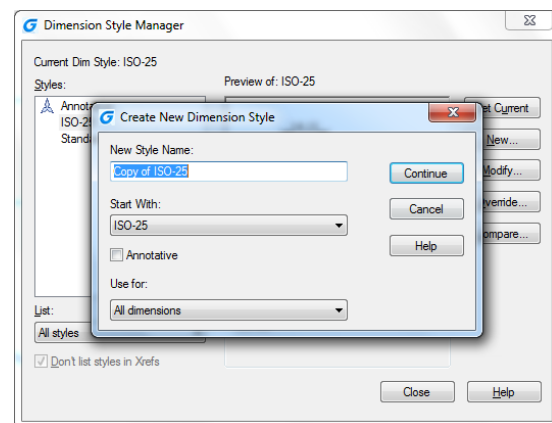 Dimension Style Manager
Current Dim Style: ISO-25
Styles:
Preview of: ISO-25
Create New Dimension Style
New Style Name:
Copy of ISO-25
Start With:
ISO-25
Annotative
Use for:
All dimensions
Continue
Cancel
Help
New...
List:
All styles
Don't list styles in Xrefs
Close
Help